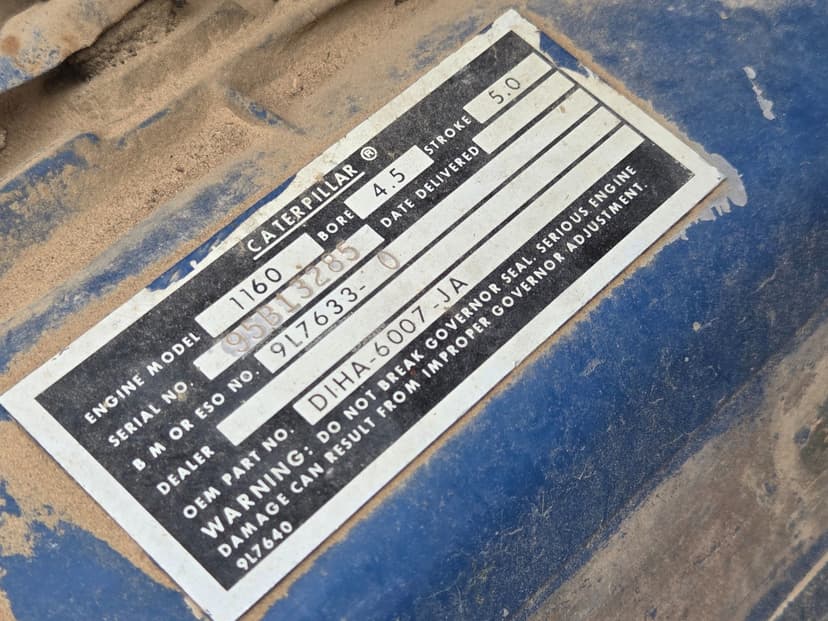 CATERPILLAR ®
ENGINE MODEL 1160 BORE 4.5 STROKE 5.0
SERIAL NO. 95B13285 DATE DELIVERED
B M OR ESO NO. 9L7633-0
DEALER
OEM PART NO. DIHA-6007-JA
WARNING: DO NOT BREAK GOVERNOR SEAL. SERIOUS ENGINE
DAMAGE CAN RESULT FROM IMPROPER GOVERNOR ADJUSTMENT.
9L7640